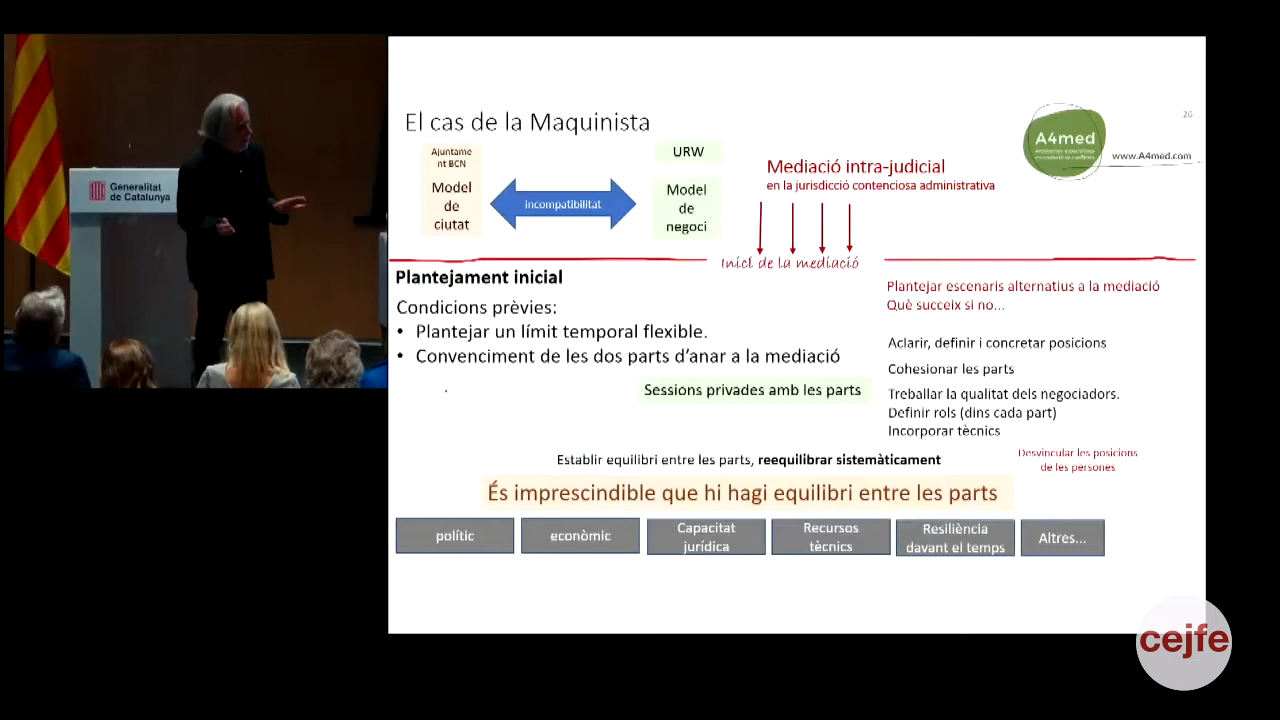 Generalitat
de Catalunya
El cas de la Maquinista
26
A4med
www.A4med.com
Ajuntame
nt BCN
Model
de
ciutat
incompatibilitat
URW
Model
de
negoci
Mediació intra-judicial
en la jurisdicció contenciosa administrativa
Inici de la mediació
Plantejament inicial
Condicions prèvies:
• Plantejar un límit temporal flexible.
• Convenciment de les dos parts d’anar a la mediació
Sessions privades amb les parts
Plantejar escenaris alternatius a la mediació
Què succeix si no...
Aclarir, definir i concretar posicions
Cohesionar les parts
Treballar la qualitat dels negociadors.
Definir rols (dins cada part)
Incorporar tècnics
Desvincular les posicions
de les persones
Establir equilibri entre les parts, reequilibrar sistemàticament
És imprescindible que hi hagi equilibri entre les parts
polític
econòmic
Capacitat
jurídica
Recursos
tècnics
Resiliència
davant el temps
Altres...
cejfe